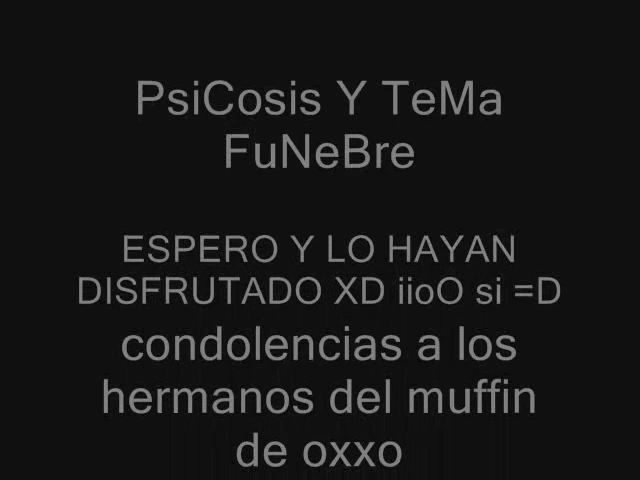 PsiCosis Y TeMa
FuNeBre
ESPERO Y LO HAYAN
DISFRUTADO XD iioO si =D
condolencias a los
hermanos del muffin
de oxxo